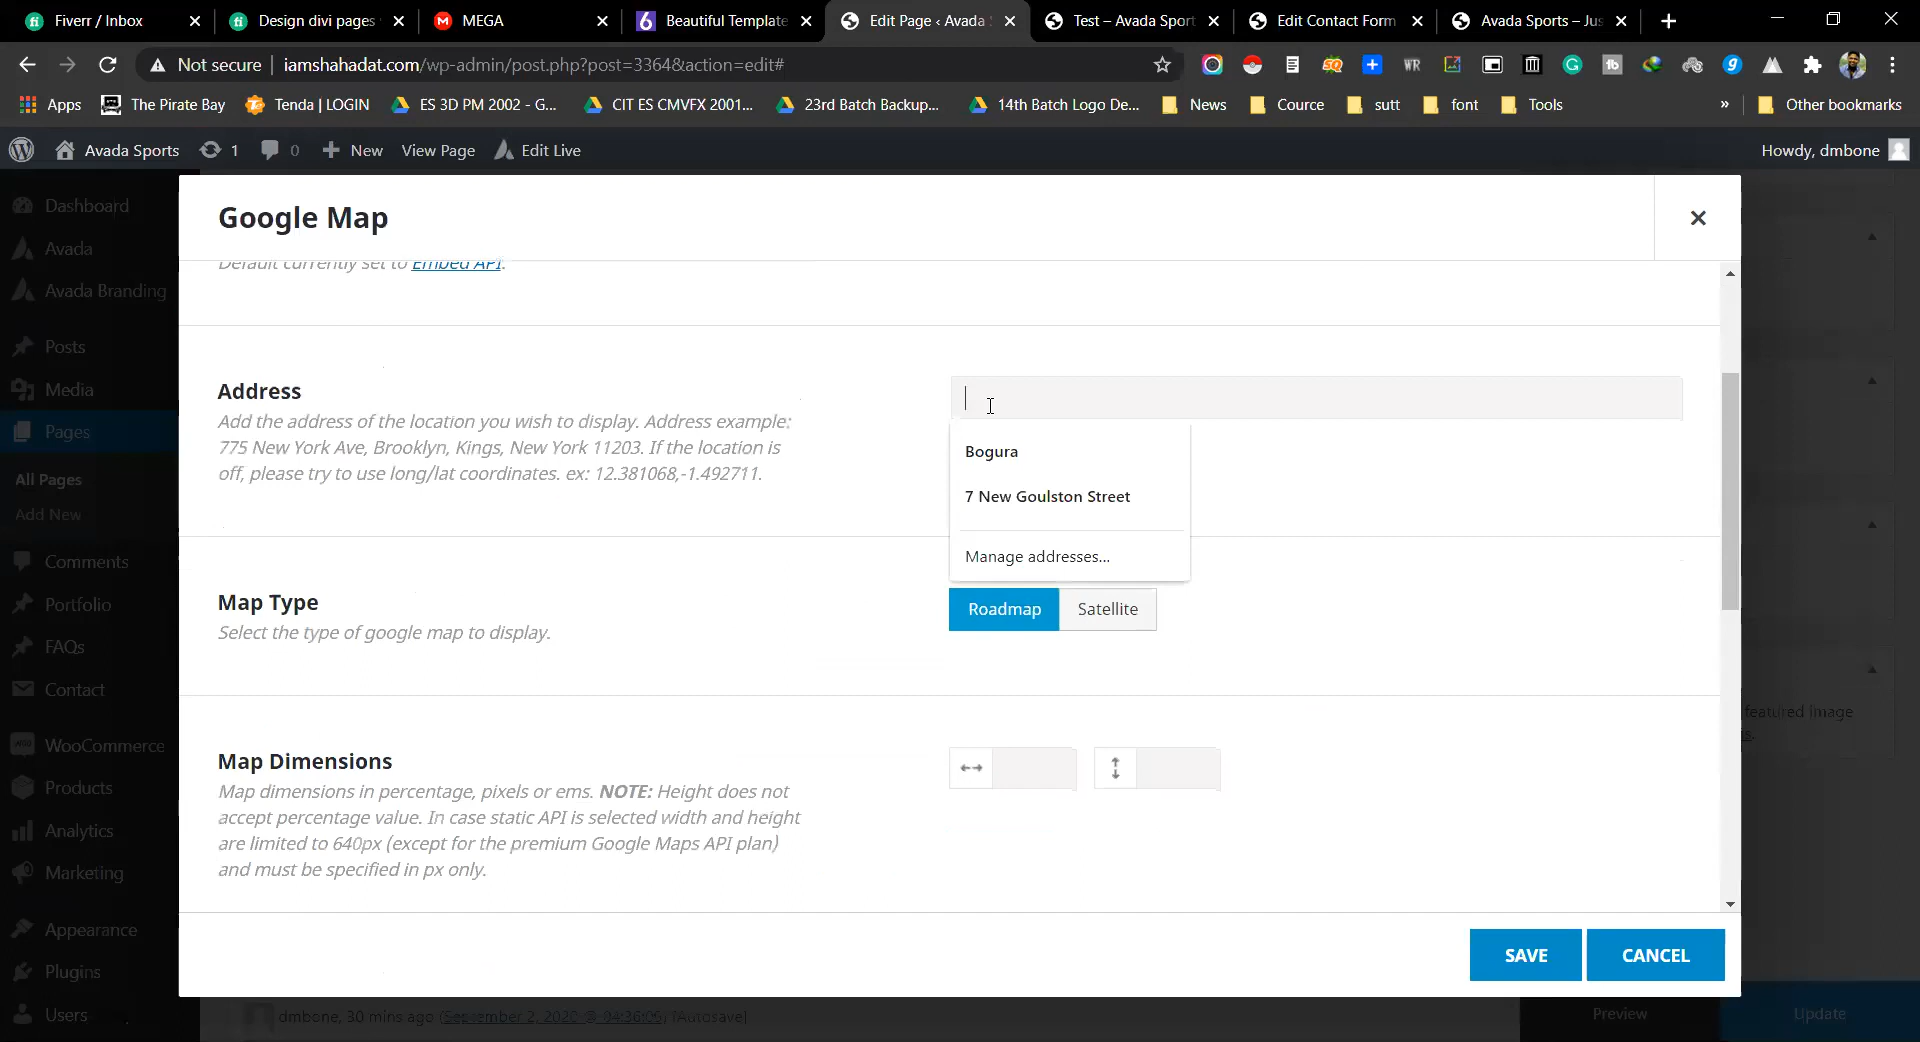 Fiverr / Inbox
Design divi pages
MEGA
Beautiful Template
Edit Page ‹ Avada
Test – Avada Sport
Edit Contact Form
Avada Sports – Jus
Not secure
iamshahadat.com/wp-admin/post.php?post=3364&action=edit#
Apps
The Pirate Bay
Tenda | LOGIN
ES 3D PM 2002 - G...
CIT ES CMVFX 2001...
23rd Batch Backup...
14th Batch Logo De...
News
Cource
sutt
font
Tools
»
Other bookmarks
Avada Sports
1
0
New
View Page
Edit Live
Howdy, dmbone
Dashboard
Avada
Avada Branding
Posts
Media
Pages
All Pages
Add New
Comments
Portfolio
FAQs
Contact
WooCommerce
Products
Analytics
Marketing
Appearance
Plugins
Users
Google Map
Default currently set to Embed API.
Address
Add the address of the location you wish to display. Address example:
775 New York Ave, Brooklyn, Kings, New York 11203. If the location is
off, please try to use long/lat coordinates. ex: 12.381068,-1.492711.
Bogura
7 New Goulston Street
Manage addresses...
Map Type
Select the type of google map to display.
Roadmap
Satellite
Map Dimensions
Map dimensions in percentage, pixels or ems. NOTE: Height does not
accept percentage value. In case static API is selected width and height
are limited to 640px (except for the premium Google Maps API plan)
and must be specified in px only.
SAVE
CANCEL
featured image
dmbone, 30 mins ago (September 2, 2020 @ 04:36:05) [Autosave]
Preview
Update